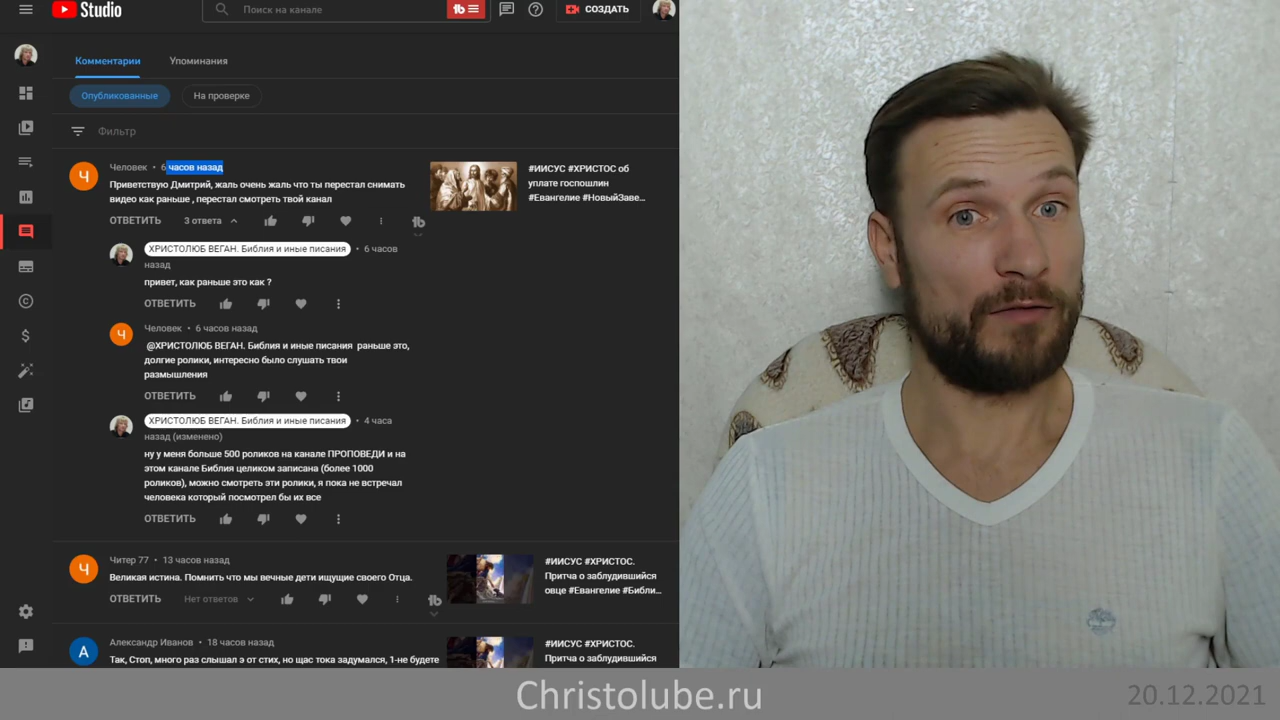 Studio
Поиск на канале
СОЗДАТЬ
Комментарии
Упоминания
Опубликованные
На проверке
Фильтр
Человек • 6 часов назад
Приветствую Дмитрий, жаль очень жаль что ты перестал снимать
видео как раньше , перестал смотреть твой канал
ОТВЕТИТЬ
3 ответа
#ИИСУС #ХРИСТОС об
уплате госпошлин
#Евангелие #НовыйЗаве...
ХРИСТОЛЮБ ВЕГАН. Библия и иные писания • 6 часов
назад
привет, как раньше это как ?
ОТВЕТИТЬ
Человек • 6 часов назад
@ХРИСТОЛЮБ ВЕГАН. Библия и иные писания раньше это,
долгие ролики, интересно было слушать твои
размышления
ОТВЕТИТЬ
ХРИСТОЛЮБ ВЕГАН. Библия и иные писания • 4 часа
назад (изменено)
ну у меня больше 500 роликов на канале ПРОПОВЕДИ и на
этом канале Библия целиком записана (более 1000
роликов), можно смотреть эти ролики, я пока не встречал
человека который посмотрел бы их все
ОТВЕТИТЬ
Читер 77 • 13 часов назад
Великая истина. Помнить что мы вечные дети ищущие своего Отца.
ОТВЕТИТЬ
Нет ответов
#ИИСУС #ХРИСТОС.
Притча о заблудившийся
овце #Евангелие #Библи...
Александр Иванов • 18 часов назад
Так, Стоп, много раз слышал э от стих, но щас тока задумался, 1-не будете
#ИИСУС #ХРИСТОС.
Притча о заблудившийся
Christolube.ru
20.12.2021